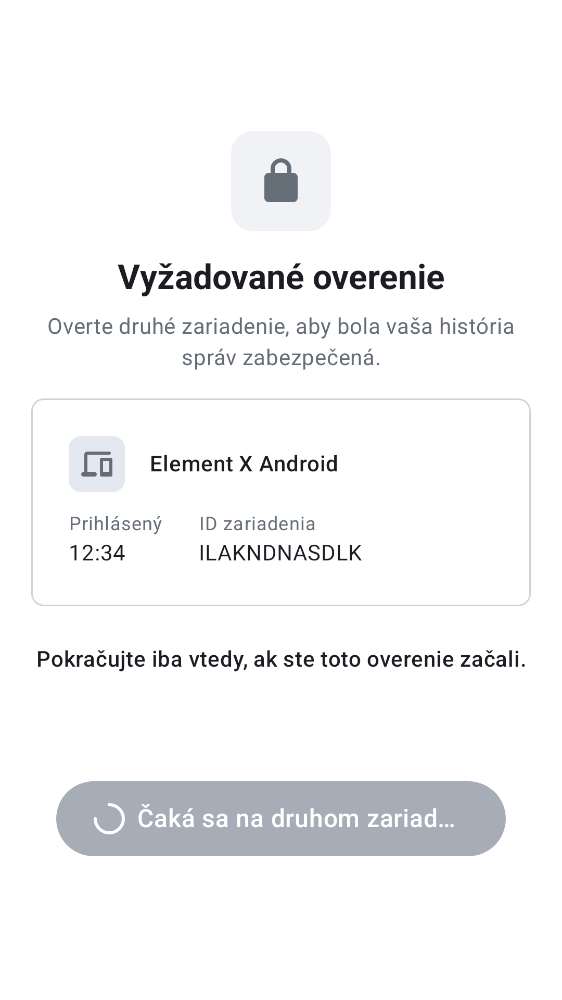 Vyžadované overenie
Overte druhé zariadenie, aby bola vaša história
správ zabezpečená.
Element X Android
Prihlásený ID zariadenia
12:34 ILAKNDNASDLK
Pokračujte iba vtedy, ak ste toto overenie začali.
Čaká sa na druhom zariad…